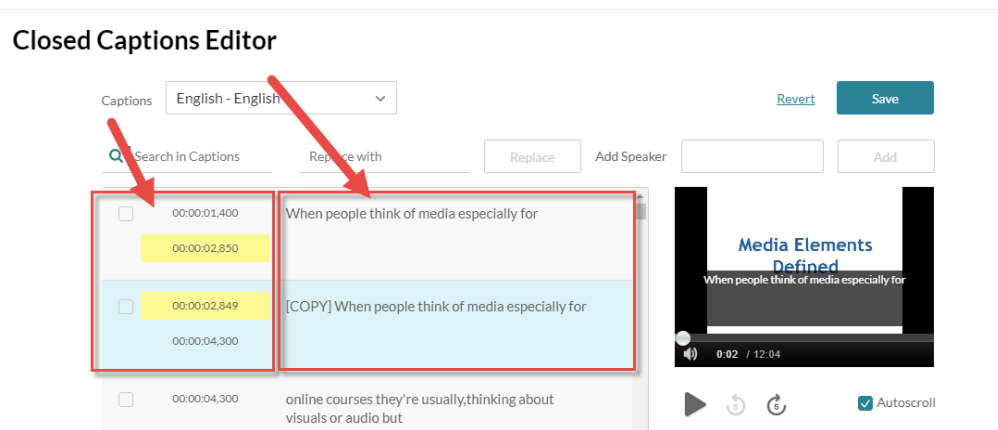 Closed Captions Editor
Captions English - English Revert Save
Search in Captions Replace with Replace Add Speaker Add
00:00:01,400 When people think of media especially for
00:00:02,850
00:00:02,849 [COPY] When people think of media especially for
00:00:04,300
00:00:04,300 online courses they're usually,thinking about
visuals or audio but
Media Elements
Defined
When people think of media especially for
0:02 / 12:04
5 5 Autoscroll